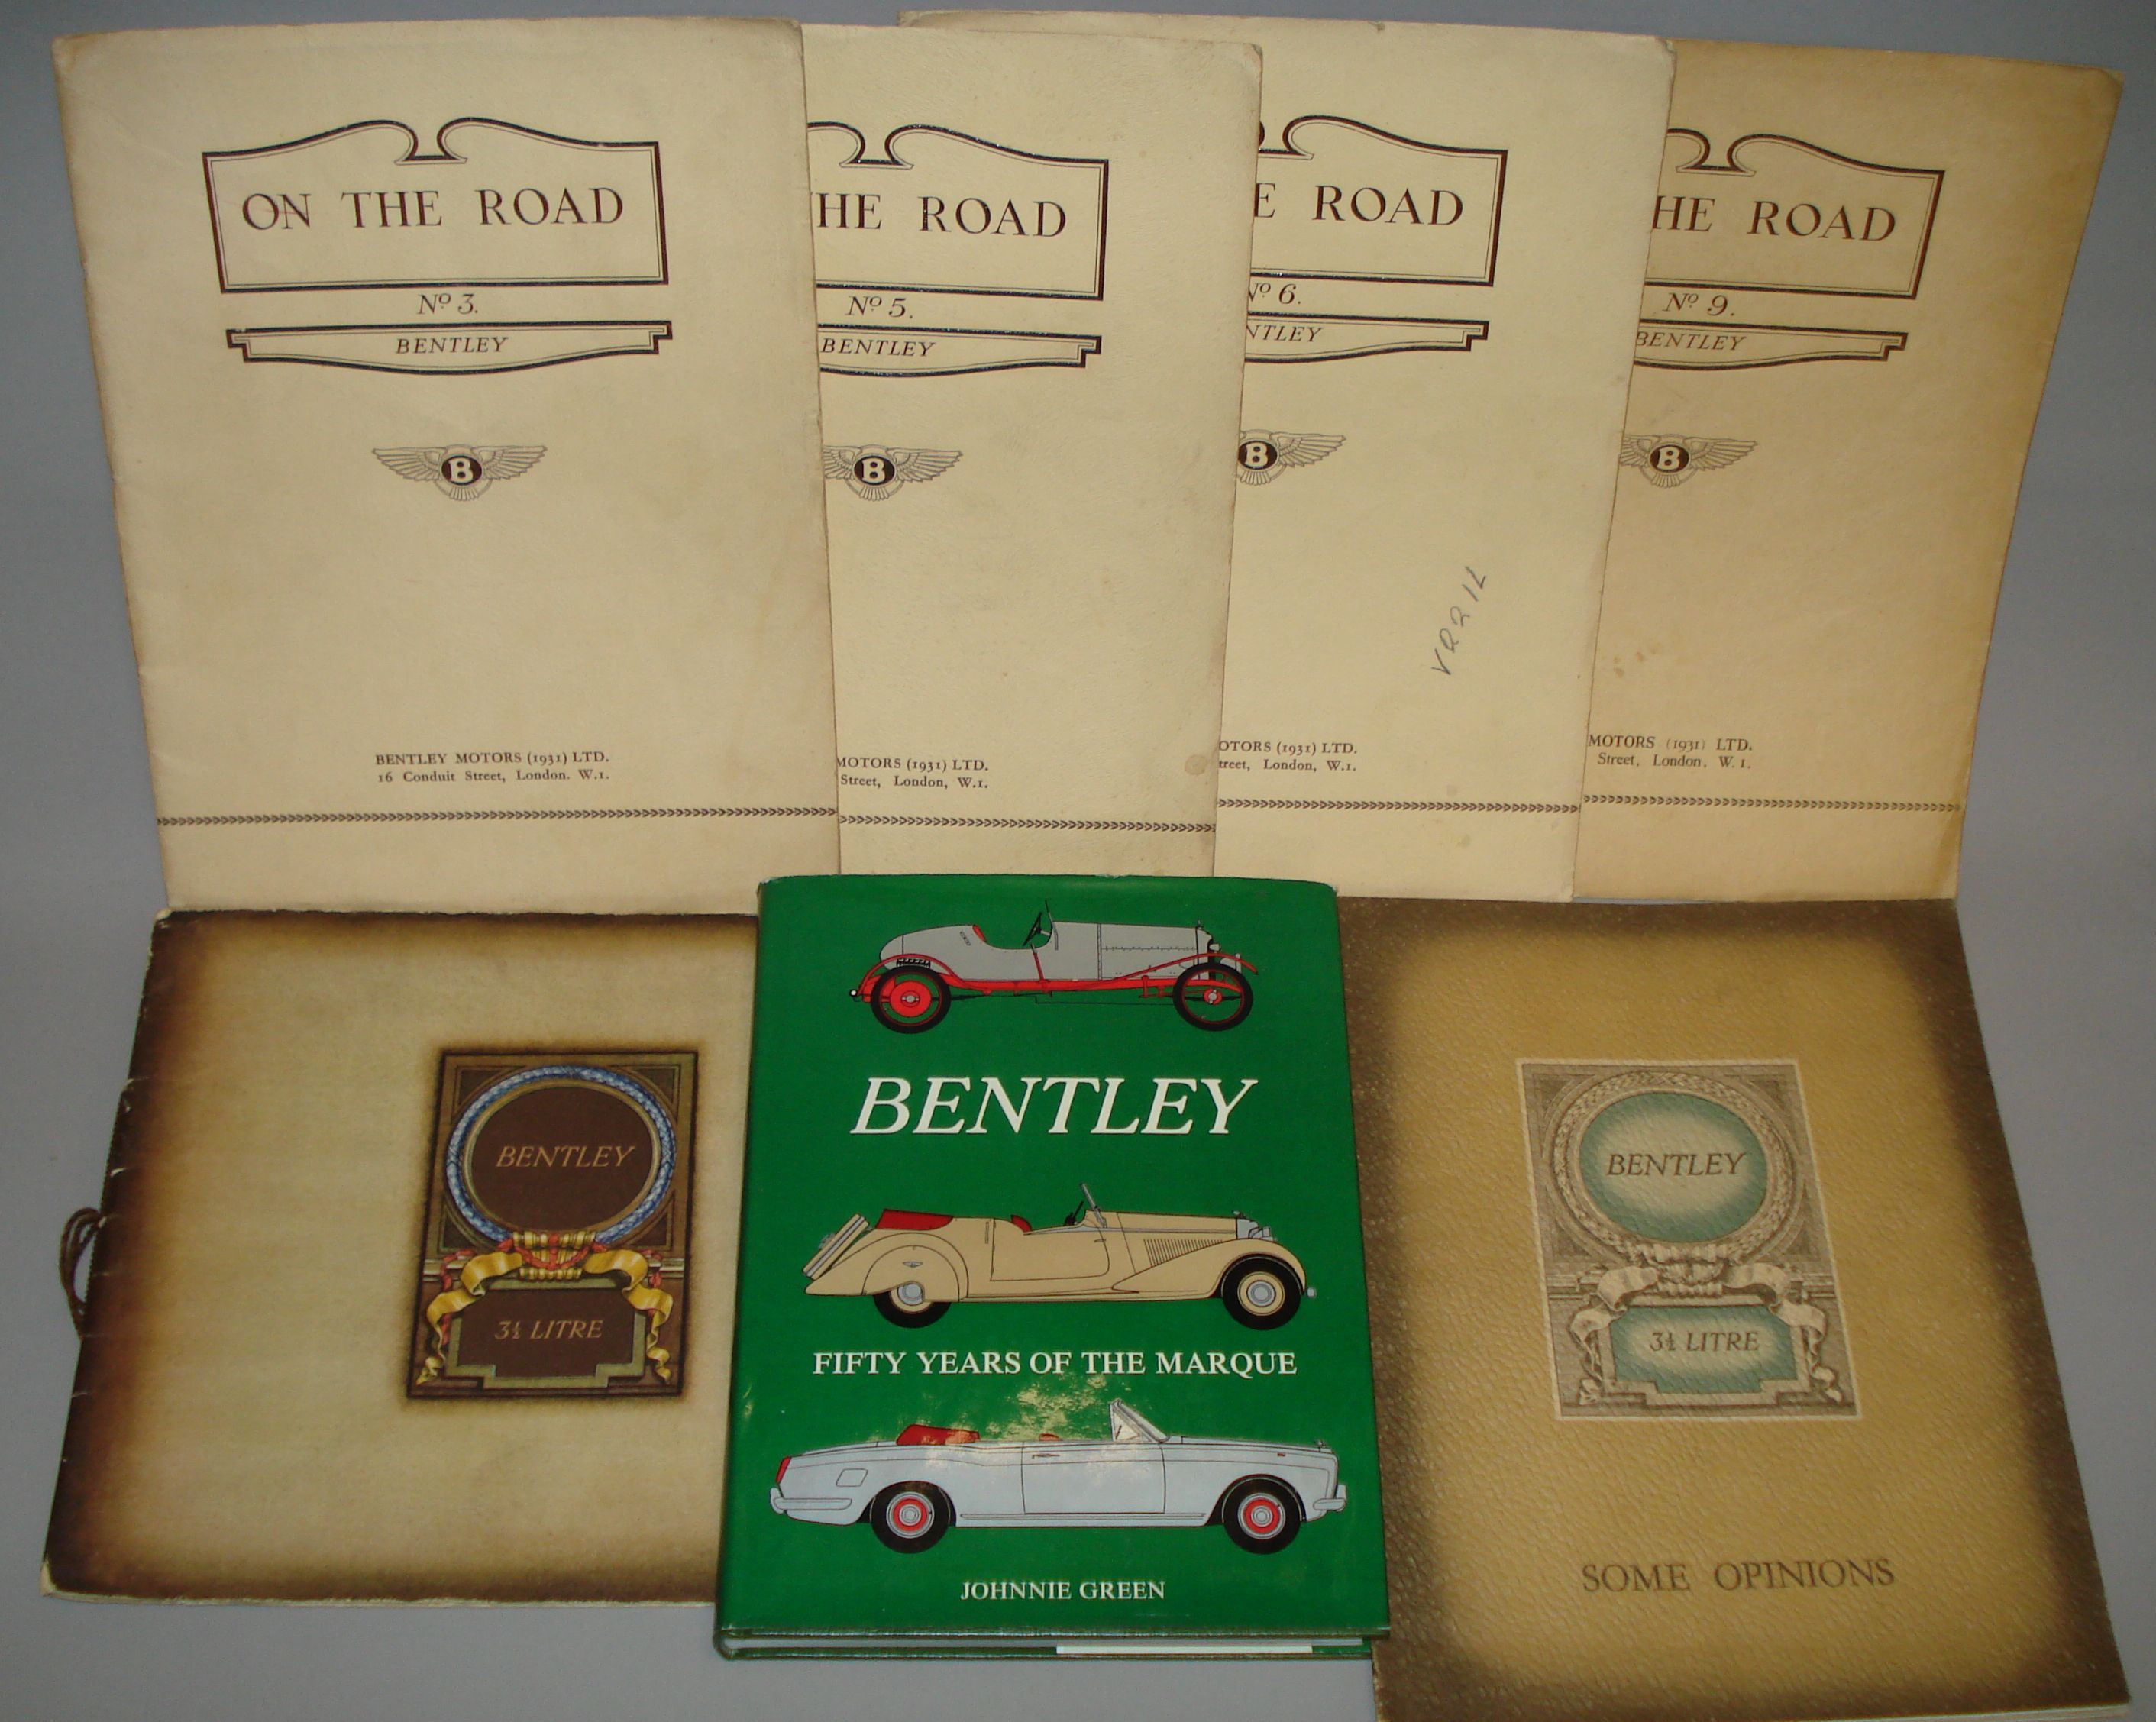 ON THE ROAD
Nº 3.
BENTLEY
B
BENTLEY MOTORS (1931) LTD.
16 Conduit Street, London. W.1.
HE ROAD
Nº 5.
BENTLEY
B
MOTORS (1931) LTD.
Street, London, W.1.
E ROAD
Nº 6.
NTLEY
B
OTORS (1931) LTD.
treet, London, W.1.
HE ROAD
Nº 9.
BENTLEY
B
MOTORS (1931) LTD.
Street, London, W.1.
BENTLEY
3½ LITRE
BENTLEY
FIFTY YEARS OF THE MARQUE
JOHNNIE GREEN
BENTLEY
3½ LITRE
SOME OPINIONS